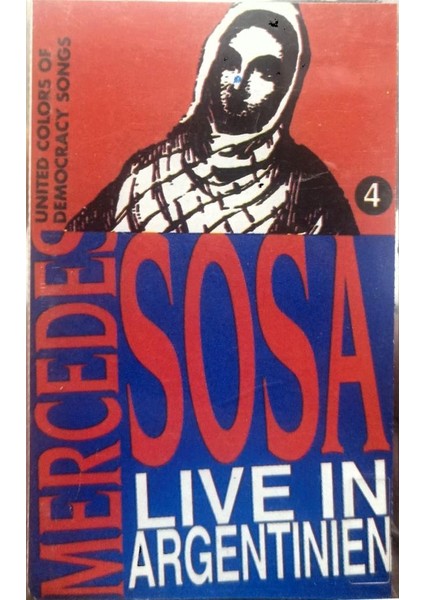 UNITED COLORS OF
DEMOCRACY SONGS
4
MERCEDES
SOSA
LIVE IN
ARGENTINIEN